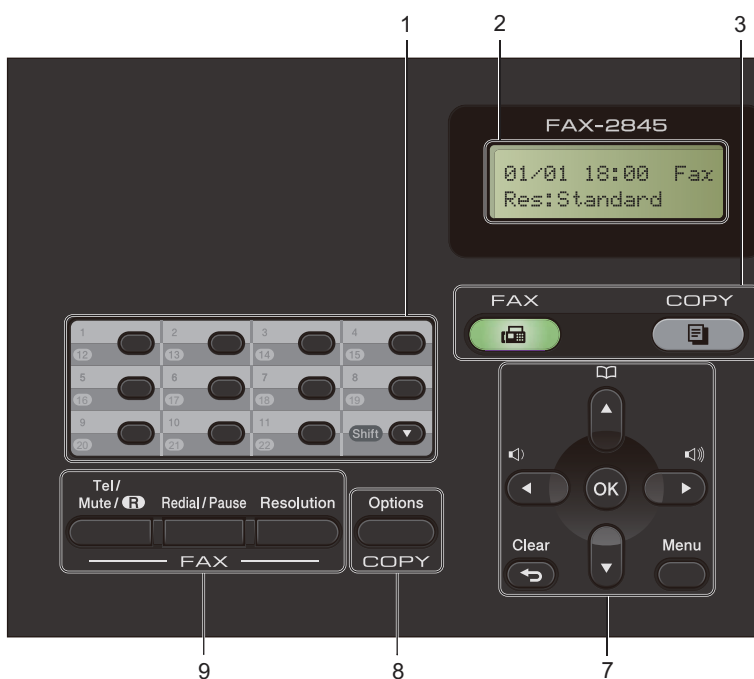 1 2 3
FAX-2845
01/01 18:00 Fax
Res:Standard
FAX COPY
1 2 3 4
12 13 14 15
5 6 7 8
16 17 18 19
9 10 11
20 21 22 Shift
Tel/
Mute/R Redial/Pause Resolution Options
FAX COPY
OK
Clear Menu
9 8 7